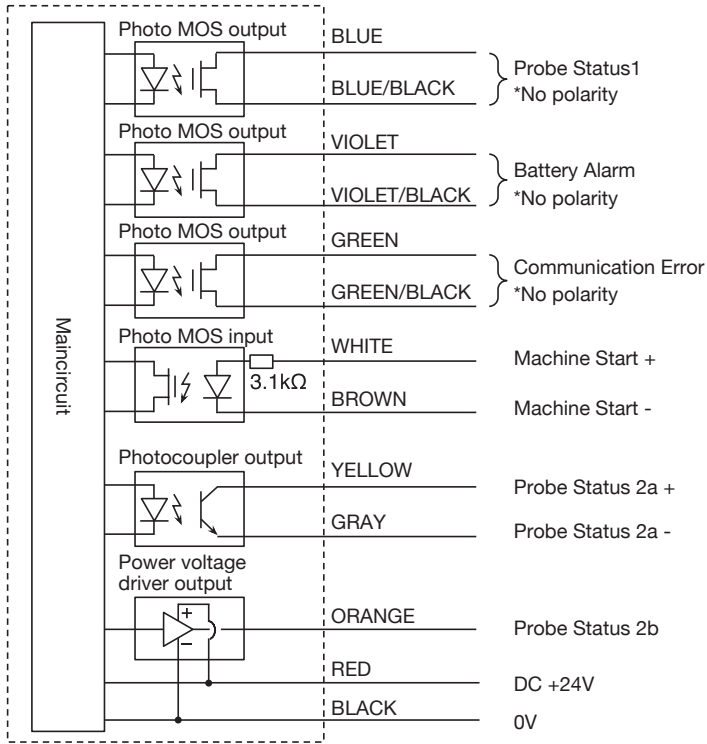 Photo MOS output
BLUE
BLUE/BLACK
Probe Status1
*No polarity
Photo MOS output
VIOLET
VIOLET/BLACK
Battery Alarm
*No polarity
Photo MOS output
GREEN
GREEN/BLACK
Communication Error
*No polarity
Maincircuit
Photo MOS input
WHITE
3.1kΩ
Machine Start +
BROWN
Machine Start -
Photocoupler output
YELLOW
Probe Status 2a +
GRAY
Probe Status 2a -
Power voltage
driver output
+
−
ORANGE
Probe Status 2b
RED
DC +24V
BLACK
0V